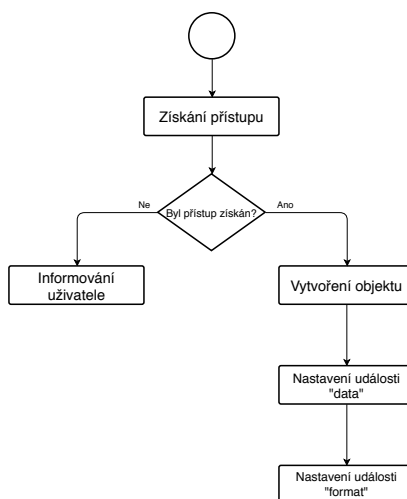 Získání přístupu
Ne
Byl přístup získán?
Ano
Informování
uživatele
Vytvoření objektu
Nastavení události
"data"
Nastavení události
"format"